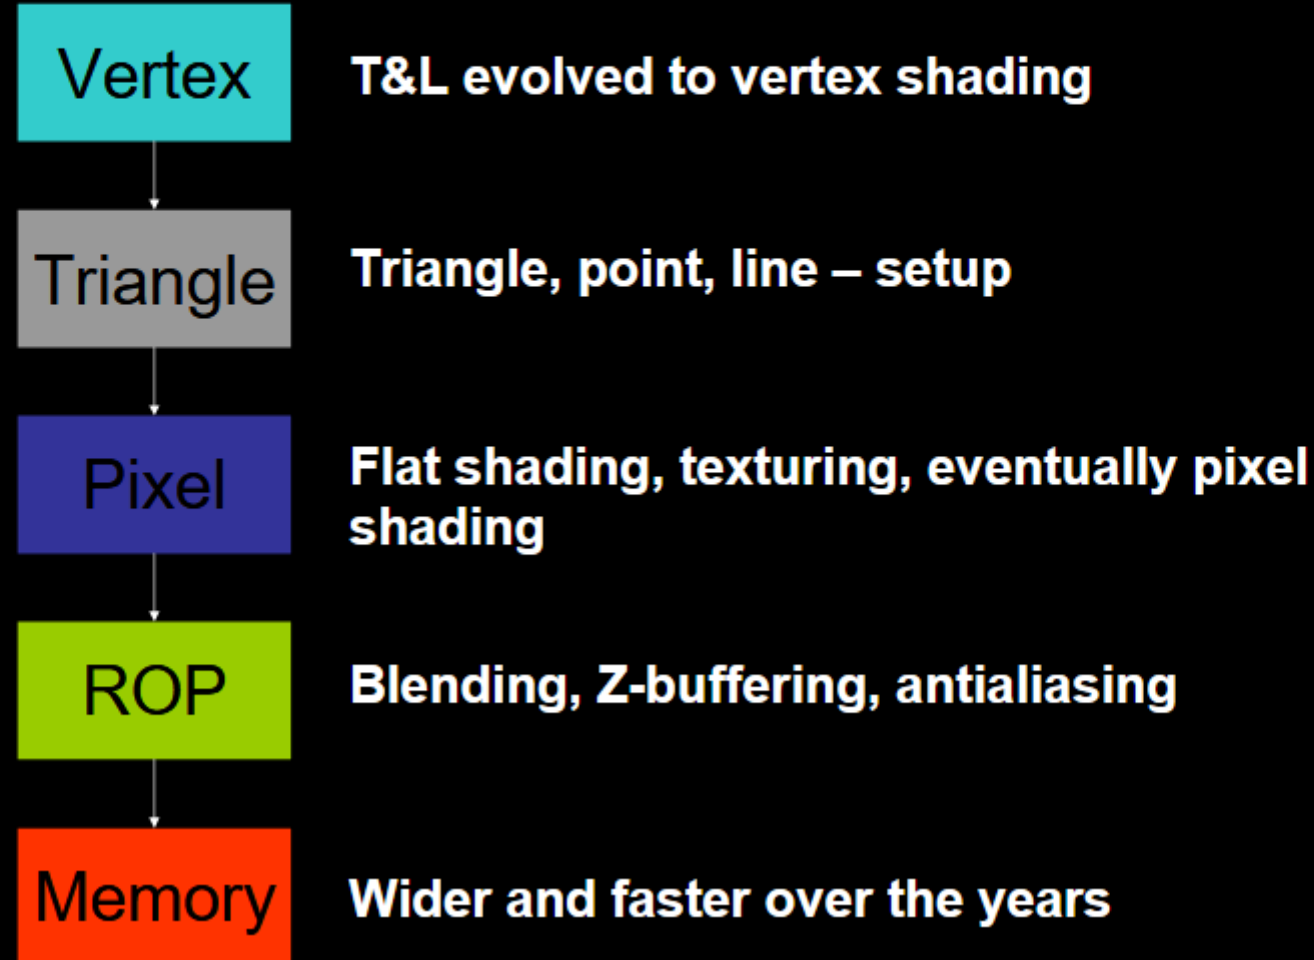 Vertex
T&L evolved to vertex shading
Triangle
Triangle, point, line – setup
Pixel
Flat shading, texturing, eventually pixel
shading
ROP
Blending, Z-buffering, antialiasing
Memory
Wider and faster over the years